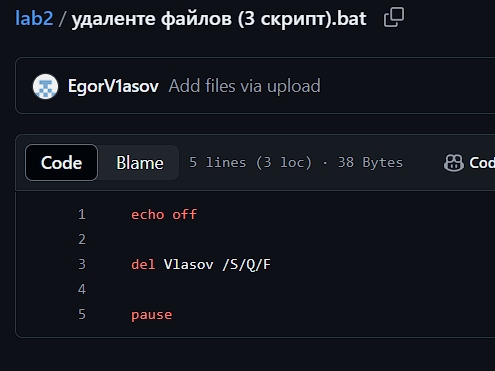 lab2 / удаленте файлов (3 скрипт).bat
EgorV1asov Add files via upload
Code Blame 5 lines (3 loc) · 38 Bytes Cod
1 echo off
2
3 del Vlasov /S/Q/F
4
5 pause